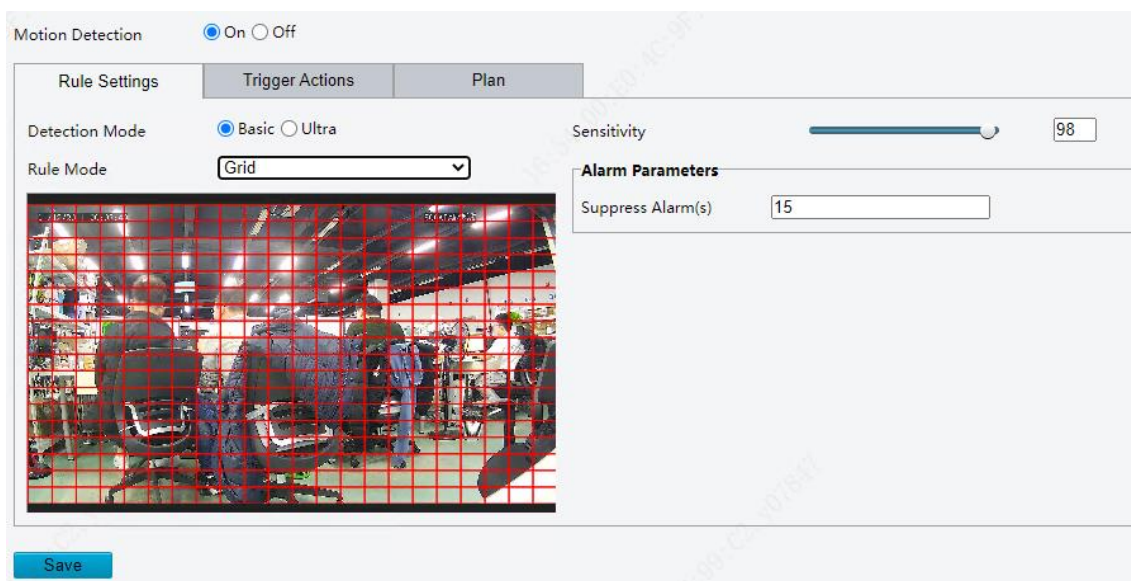 Motion Detection On Off
Rule Settings Trigger Actions Plan
Detection Mode Basic Ultra Sensitivity 98
Rule Mode Grid Alarm Parameters
Suppress Alarm(s) 15
Save